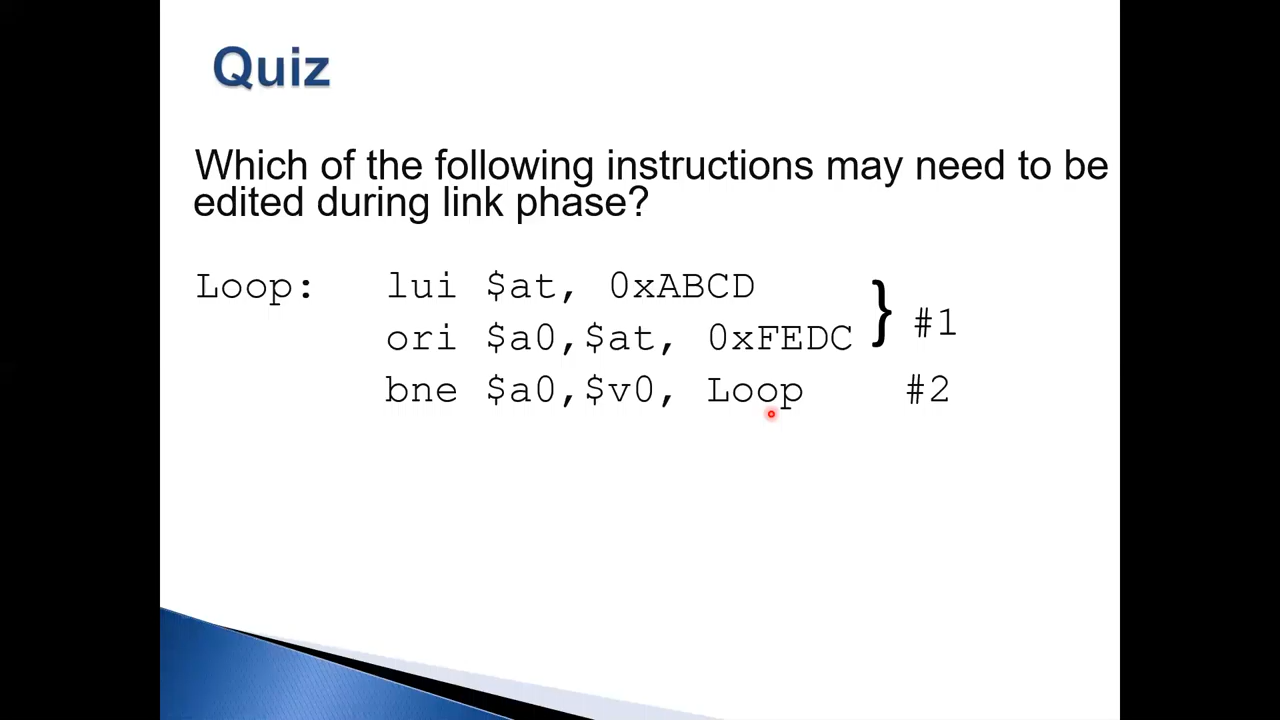 Quiz
Which of the following instructions may need to be
edited during link phase?
Loop: lui $at, 0xABCD
} #1
ori $a0,$at, 0xFEDC
bne $a0,$v0, Loop #2